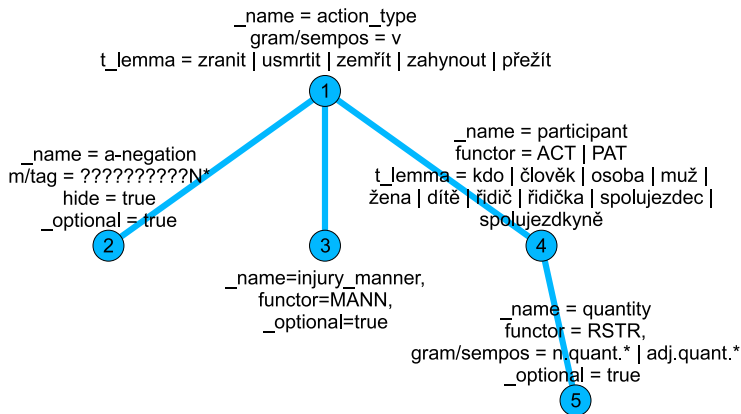 _name = action_type
gram/sempos = v
t_lemma = zranit | usmrtit | zemřít | zahynout | přežít
1
_name = a-negation
m/tag = ??????????N*
hide = true
_optional = true
2
3
_name=injury_manner,
functor=MANN,
_optional=true
_name = participant
functor = ACT | PAT
t_lemma = kdo | člověk | osoba | muž |
žena | dítě | řidič | řidička | spolujezdec |
spolujezdkyně
4
_name = quantity
functor = RSTR,
gram/sempos = n.quant.* | adj.quant.*
_optional = true
5